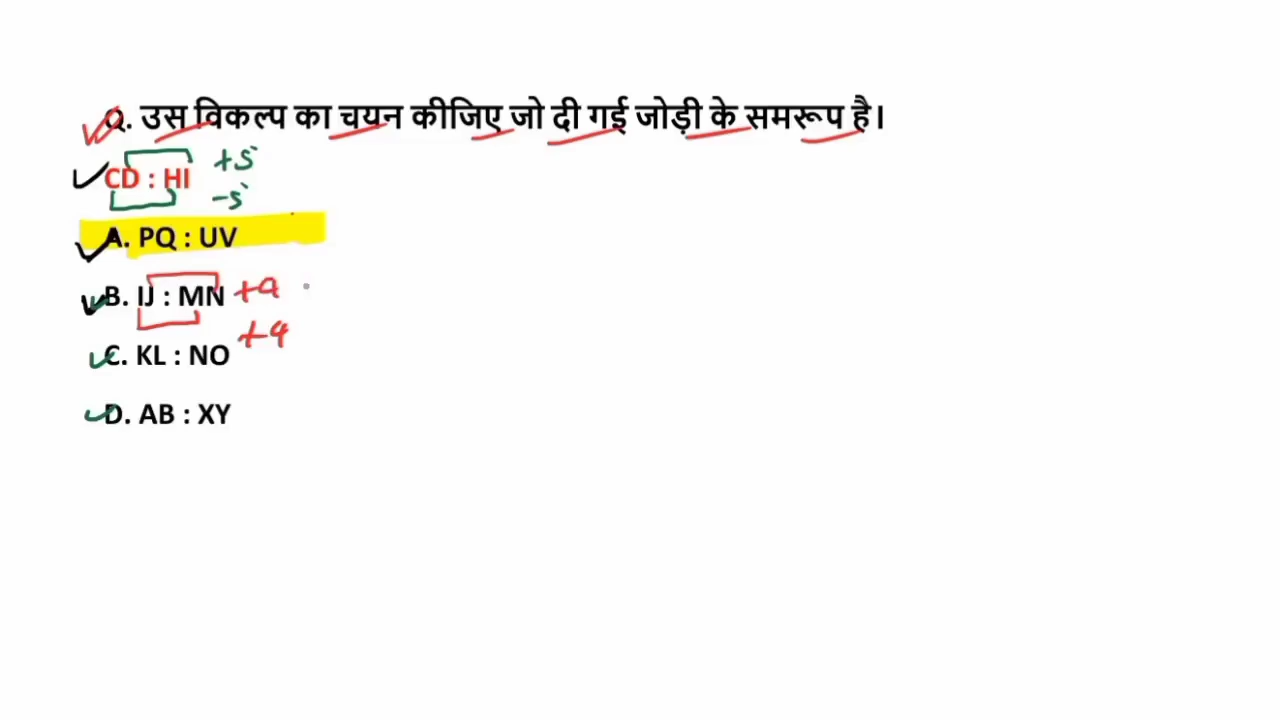 Q. उस विकल्प का चयन कीजिए जो दी गई जोड़ी के समरूप है।
+5
CD : HI
-5
A. PQ : UV
B. IJ : MN +4
+4
C. KL : NO
D. AB : XY